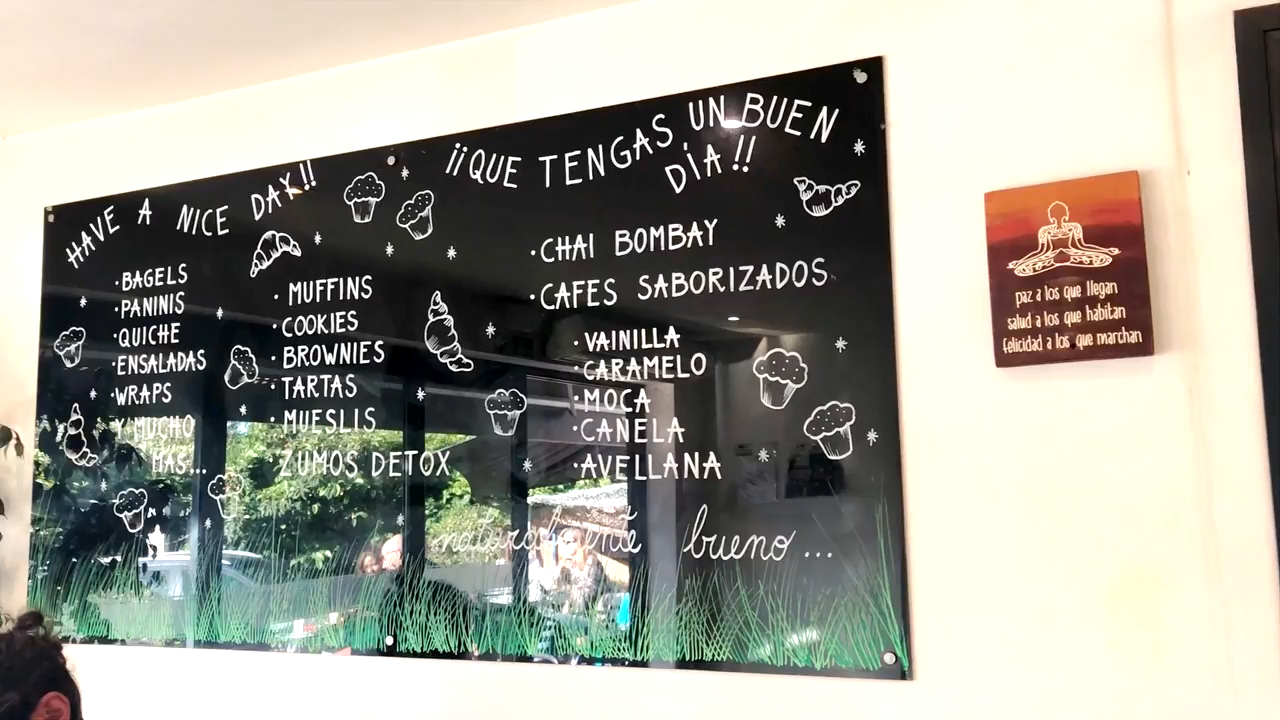 HAVE A NICE DAY!!
·BAGELS
·PANINIS
·QUICHE
·ENSALADAS
·WRAPS
Y MUCHO
MAS...
· MUFFINS
· COOKIES
· BROWNIES
· TARTAS
· MUESLIS
· ZUMOS DETOX
¡¡QUE TENGAS UN BUEN
DÍA!!
·CHAI BOMBAY
·CAFES SABORIZADOS
·VAINILLA
·CARAMELO
·MOCA
·CANELA
·AVELLANA
naturalmente bueno...
paz a los que llegan
salud a los que habitan
felicidad a los que marchan